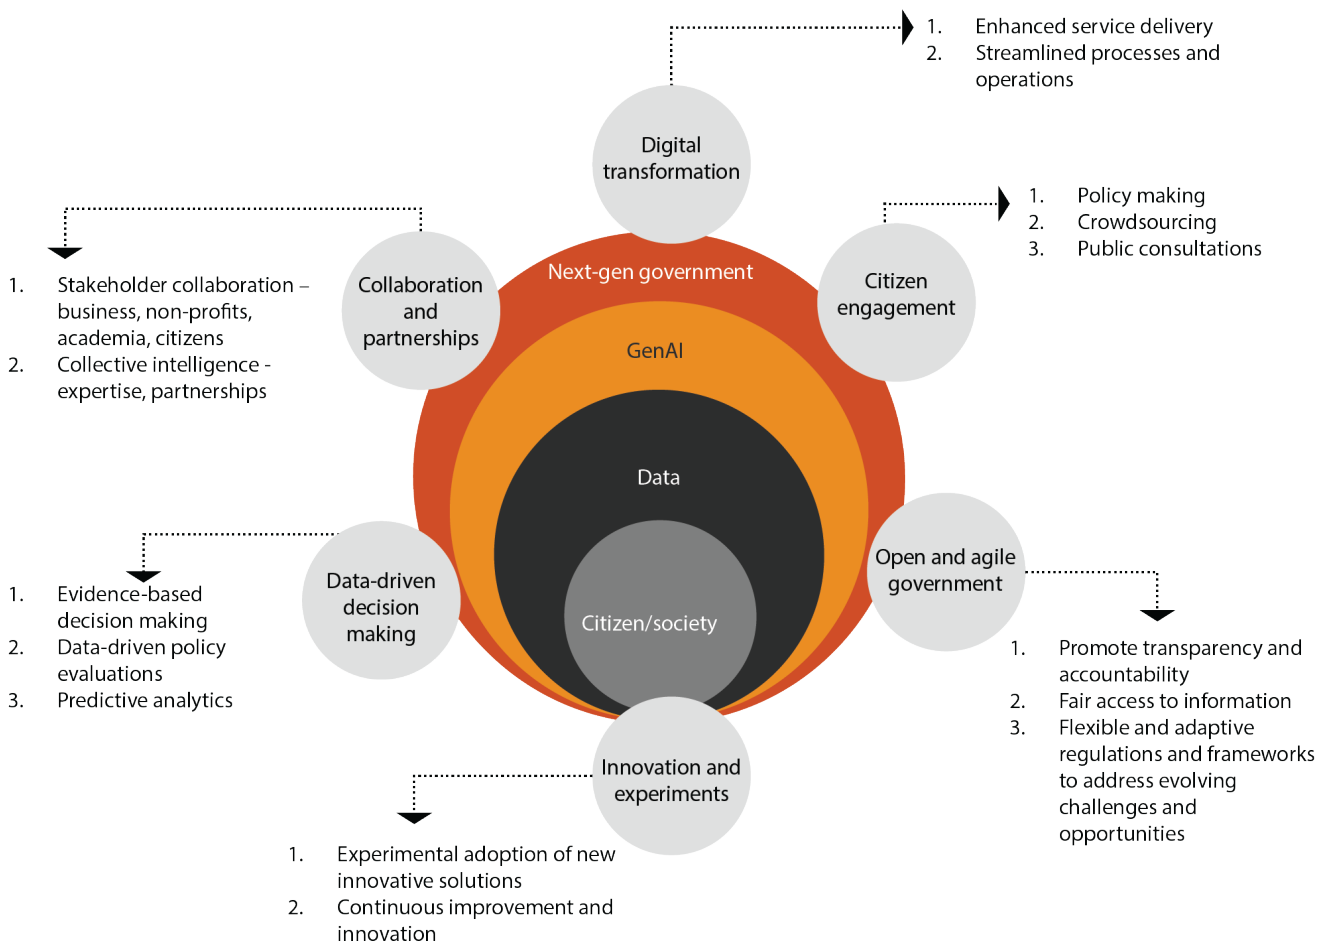 1. Enhanced service delivery
2. Streamlined processes and
operations
Digital
transformation
1. Policy making
2. Crowdsourcing
3. Public consultations
Citizen
engagement
Collaboration
and
partnerships
1. Stakeholder collaboration –
business, non-profits,
academia, citizens
2. Collective intelligence -
expertise, partnerships
Next-gen government
GenAI
Data
Citizen/society
Open and agile
government
1. Promote transparency and
accountability
2. Fair access to information
3. Flexible and adaptive
regulations and frameworks
to address evolving
challenges and
opportunities
Data-driven
decision
making
1. Evidence-based
decision making
2. Data-driven policy
evaluations
3. Predictive analytics
Innovation and
experiments
1. Experimental adoption of new
innovative solutions
2. Continuous improvement and
innovation